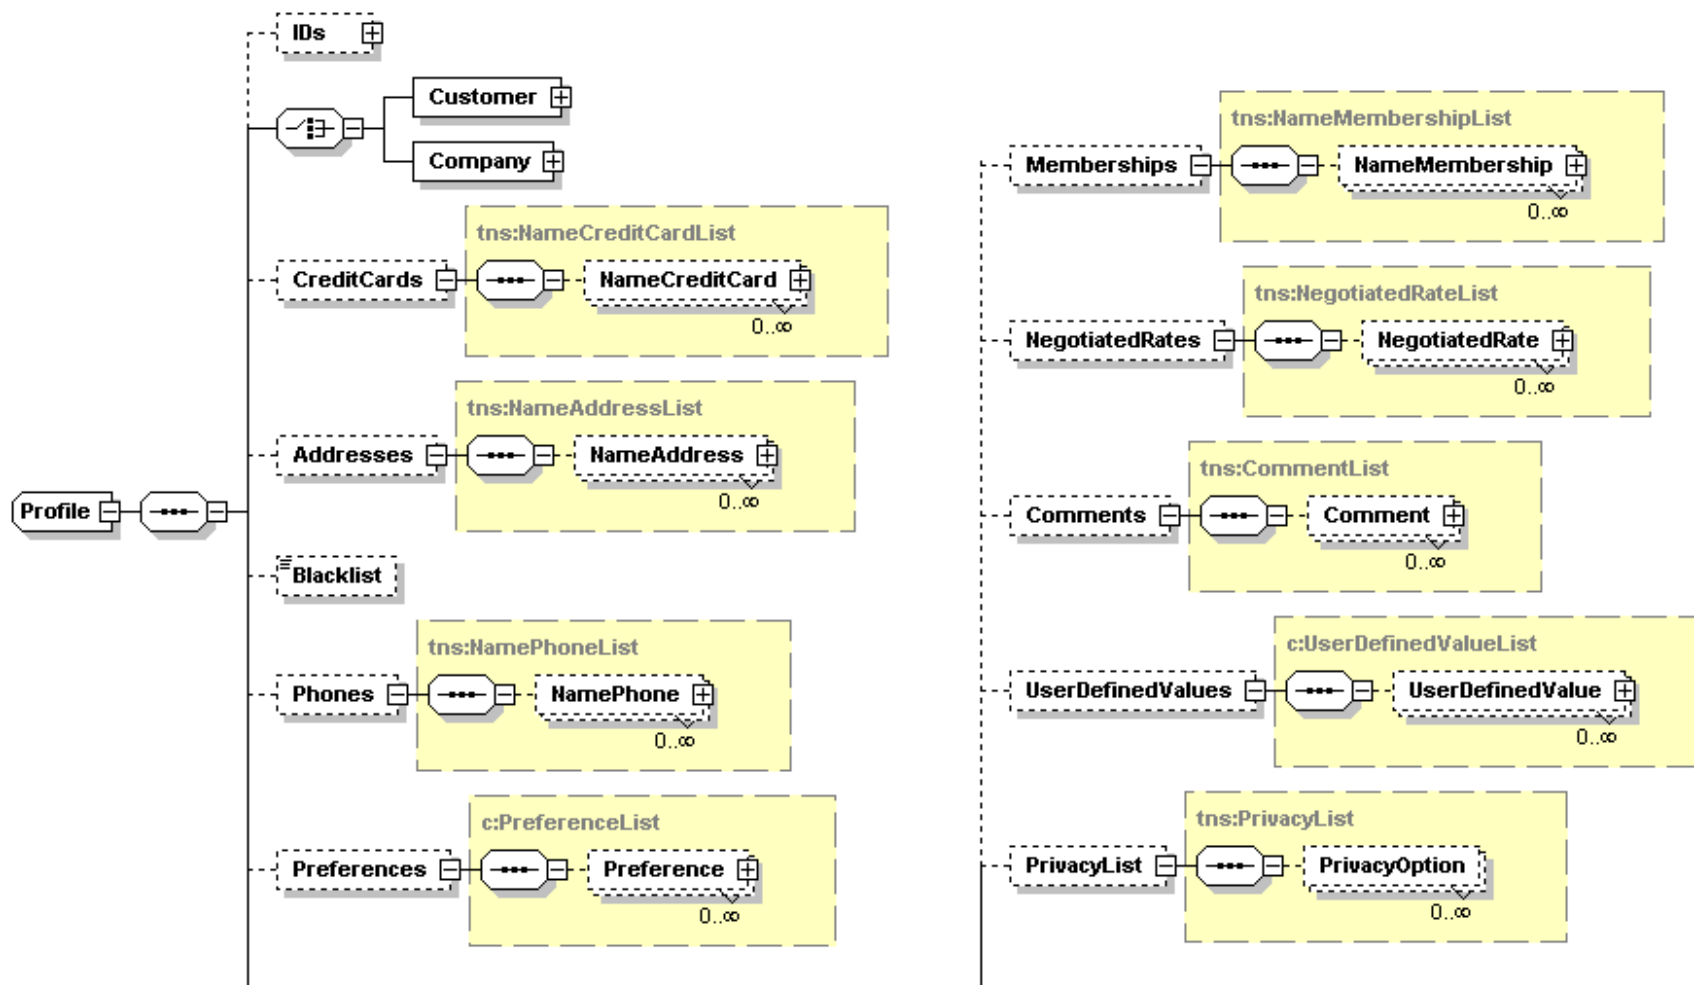 IDs
Customer
Company
tns:NameCreditCardList
CreditCards
NameCreditCard
0..∞
tns:NameAddressList
Addresses
NameAddress
0..∞
Profile
Blacklist
tns:NamePhoneList
Phones
NamePhone
0..∞
c:PreferenceList
Preferences
Preference
0..∞
tns:NameMembershipList
Memberships
NameMembership
0..∞
tns:NegotiatedRateList
NegotiatedRates
NegotiatedRate
0..∞
tns:CommentList
Comments
Comment
0..∞
c:UserDefinedValueList
UserDefinedValues
UserDefinedValue
0..∞
tns:PrivacyList
PrivacyList
PrivacyOption
0..∞